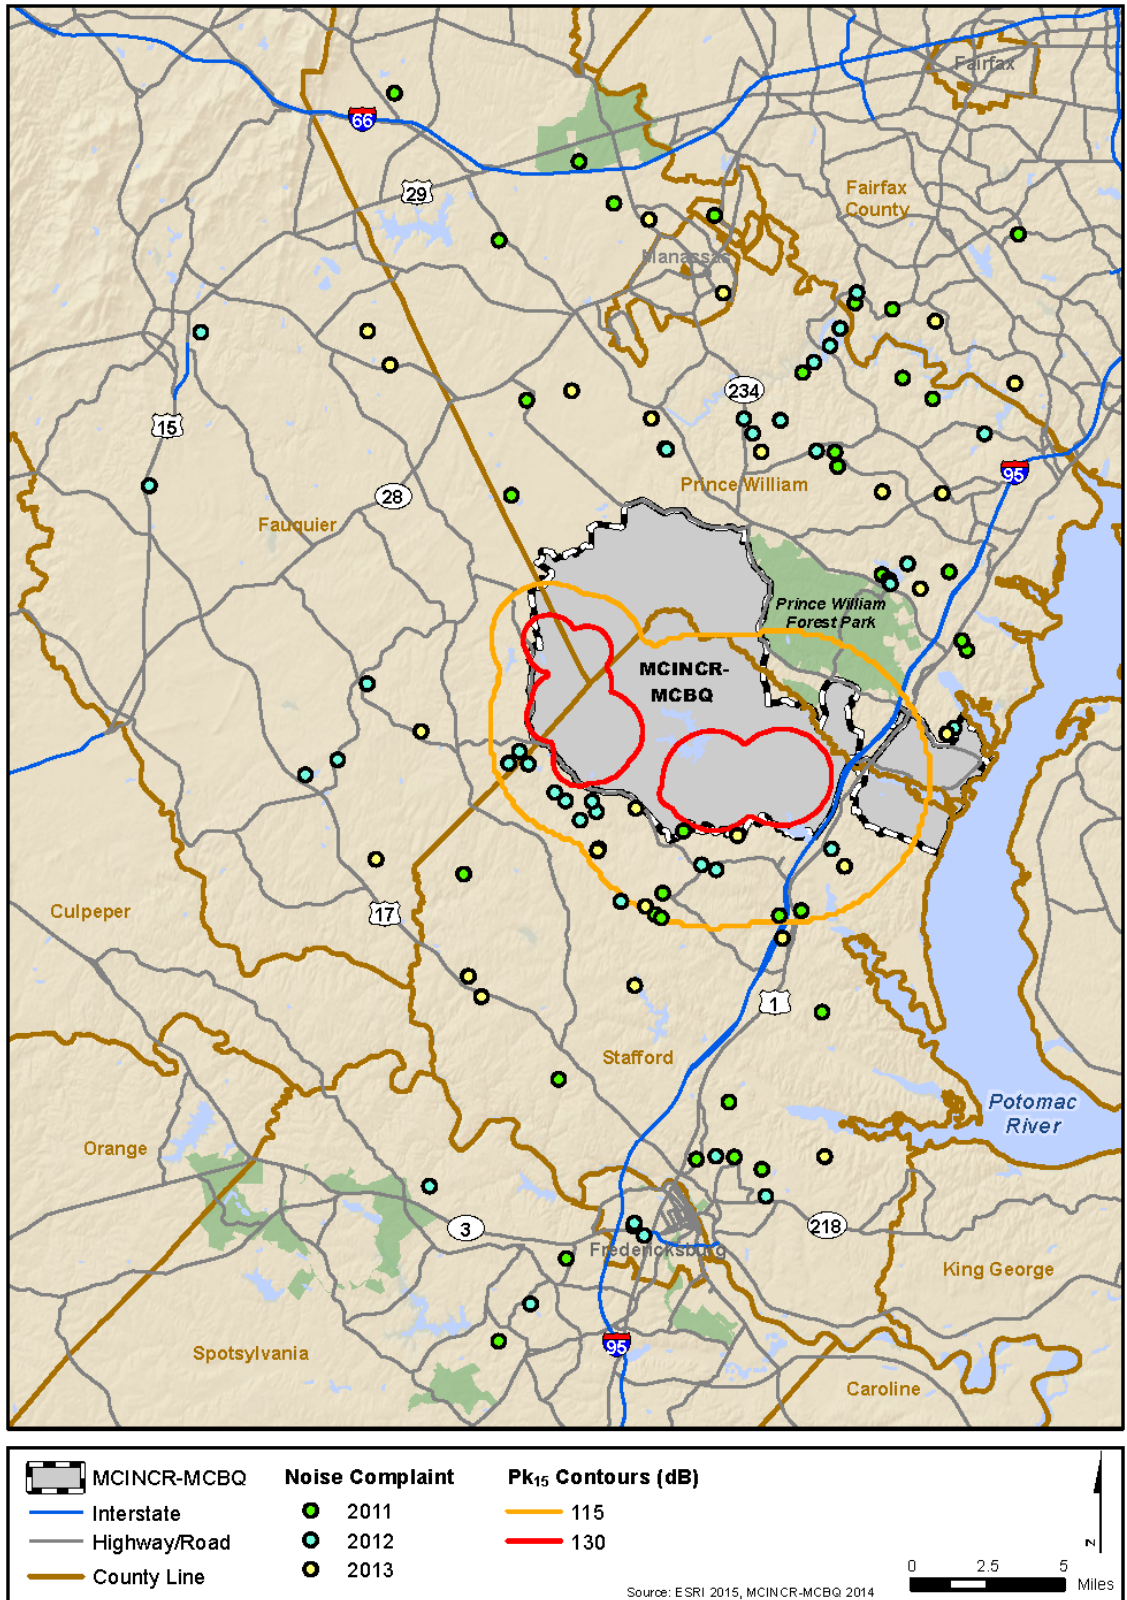 Fairfax
66
29
Fairfax
County
Manassas
234
15
95
Prince William
28
Fauquier
Prince William
Forest Park
MCINCR-
MCBQ
Culpeper
17
1
Stafford
Potomac
River
Orange
3
218
Fredericksburg
King George
95
Spotsylvania
Caroline
MCINCR-MCBQ
Interstate
Highway/Road
County Line
Noise Complaint
2011
2012
2013
Pk15 Contours (dB)
115
130
N
0 2.5 5
Miles
Source: ESRI 2015, MCINCR-MCBQ 2014